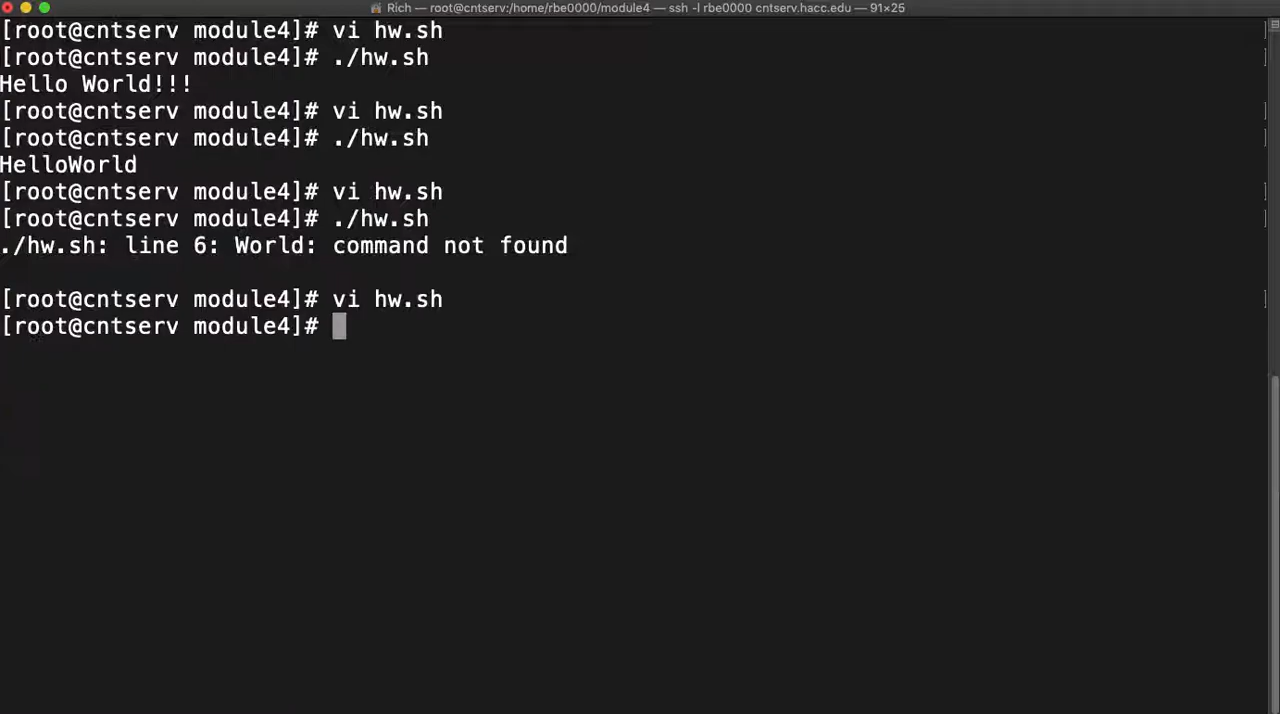 Rich — root@cntserv:/home/rbe0000/module4 — ssh -l rbe0000 cntserv.hacc.edu — 91×25
[root@cntserv module4]# vi hw.sh ]
[root@cntserv module4]# ./hw.sh ]
Hello World!!!
[root@cntserv module4]# vi hw.sh ]
[root@cntserv module4]# ./hw.sh ]
HelloWorld
[root@cntserv module4]# vi hw.sh ]
[root@cntserv module4]# ./hw.sh ]
./hw.sh: line 6: World: command not found
[root@cntserv module4]# vi hw.sh ]
[root@cntserv module4]#